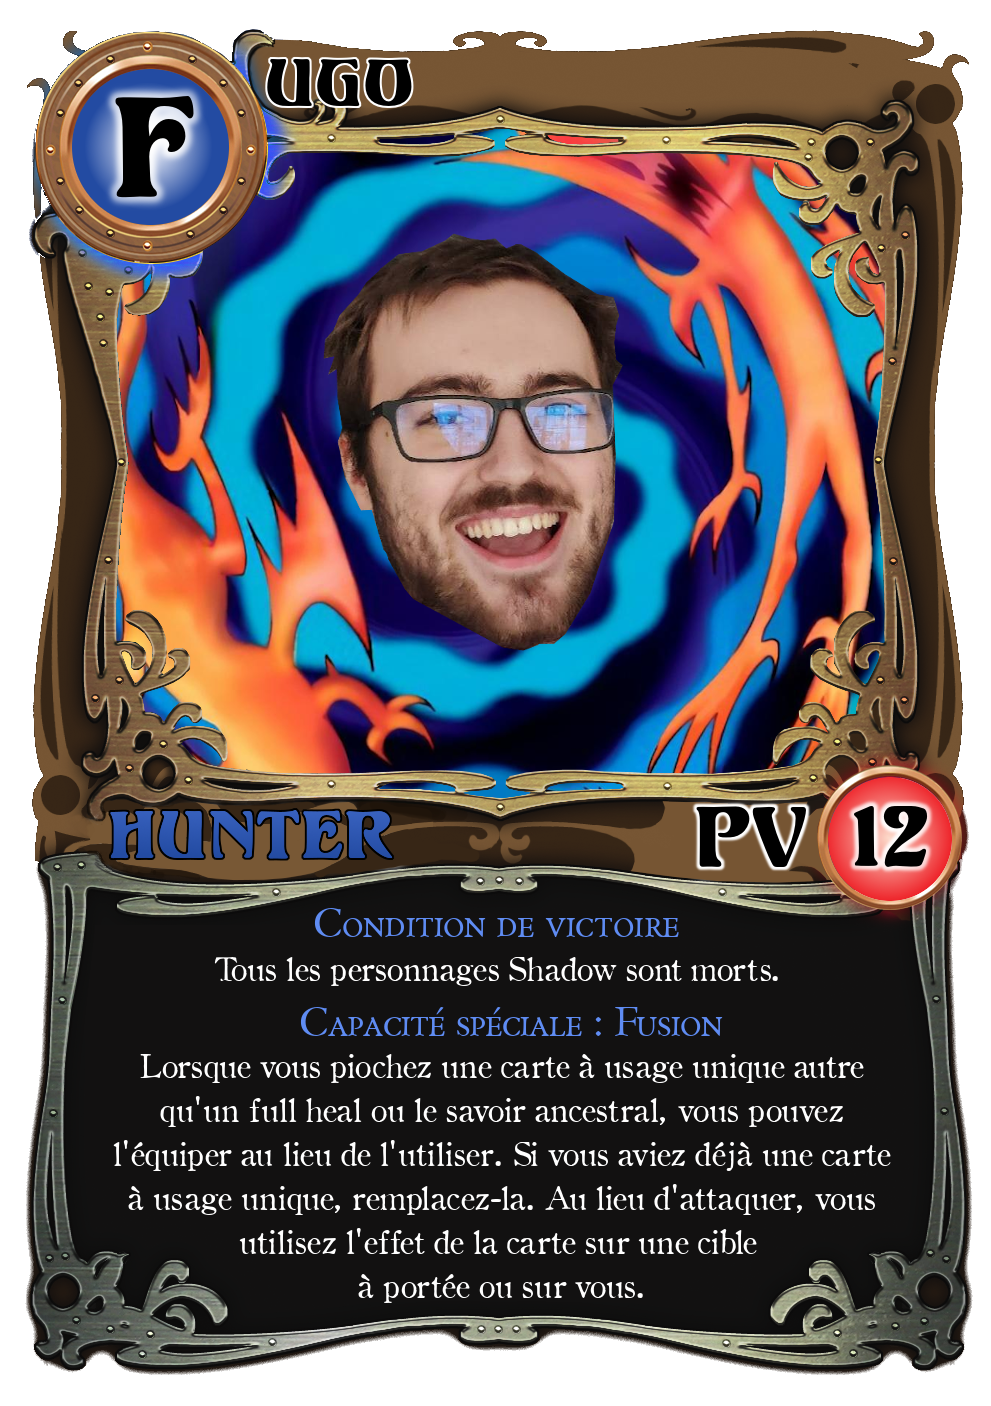 F
UGO
HUNTER
PV 12
Condition de victoire
Tous les personnages Shadow sont morts.
Capacité spéciale : Fusion
Lorsque vous piochez une carte à usage unique autre
qu'un full heal ou le savoir ancestral, vous pouvez
l'équiper au lieu de l'utiliser. Si vous aviez déjà une carte
à usage unique, remplacez-la. Au lieu d'attaquer, vous
utilisez l'effet de la carte sur une cible
à portée ou sur vous.